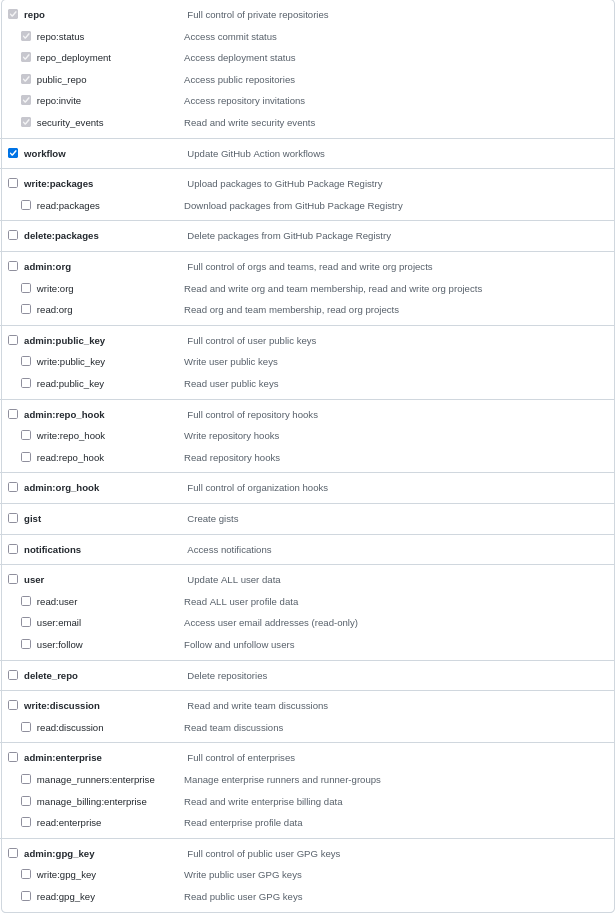 repo Full control of private repositories
repo:status Access commit status
repo_deployment Access deployment status
public_repo Access public repositories
repo:invite Access repository invitations
security_events Read and write security events
workflow Update GitHub Action workflows
write:packages Upload packages to GitHub Package Registry
read:packages Download packages from GitHub Package Registry
delete:packages Delete packages from GitHub Package Registry
admin:org Full control of orgs and teams, read and write org projects
write:org Read and write org and team membership, read and write org projects
read:org Read org and team membership, read org projects
admin:public_key Full control of user public keys
write:public_key Write user public keys
read:public_key Read user public keys
admin:repo_hook Full control of repository hooks
write:repo_hook Write repository hooks
read:repo_hook Read repository hooks
admin:org_hook Full control of organization hooks
gist Create gists
notifications Access notifications
user Update ALL user data
read:user Read ALL user profile data
user:email Access user email addresses (read-only)
user:follow Follow and unfollow users
delete_repo Delete repositories
write:discussion Read and write team discussions
read:discussion Read team discussions
admin:enterprise Full control of enterprises
manage_runners:enterprise Manage enterprise runners and runner-groups
manage_billing:enterprise Read and write enterprise billing data
read:enterprise Read enterprise profile data
admin:gpg_key Full control of public user GPG keys
write:gpg_key Write public user GPG keys
read:gpg_key Read public user GPG keys